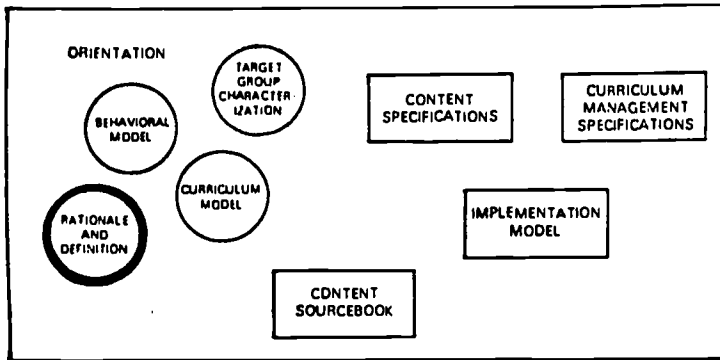 ORIENTATION
TARGET
GROUP
CHARACTER-
IZATION
BEHAVIORAL
MODEL
CURRICULUM
MODEL
RATIONALE
AND
DEFINITION
CONTENT
SPECIFICATIONS
CURRICULUM
MANAGEMENT
SPECIFICATIONS
IMPLEMENTATION
MODEL
CONTENT
SOURCEBOOK